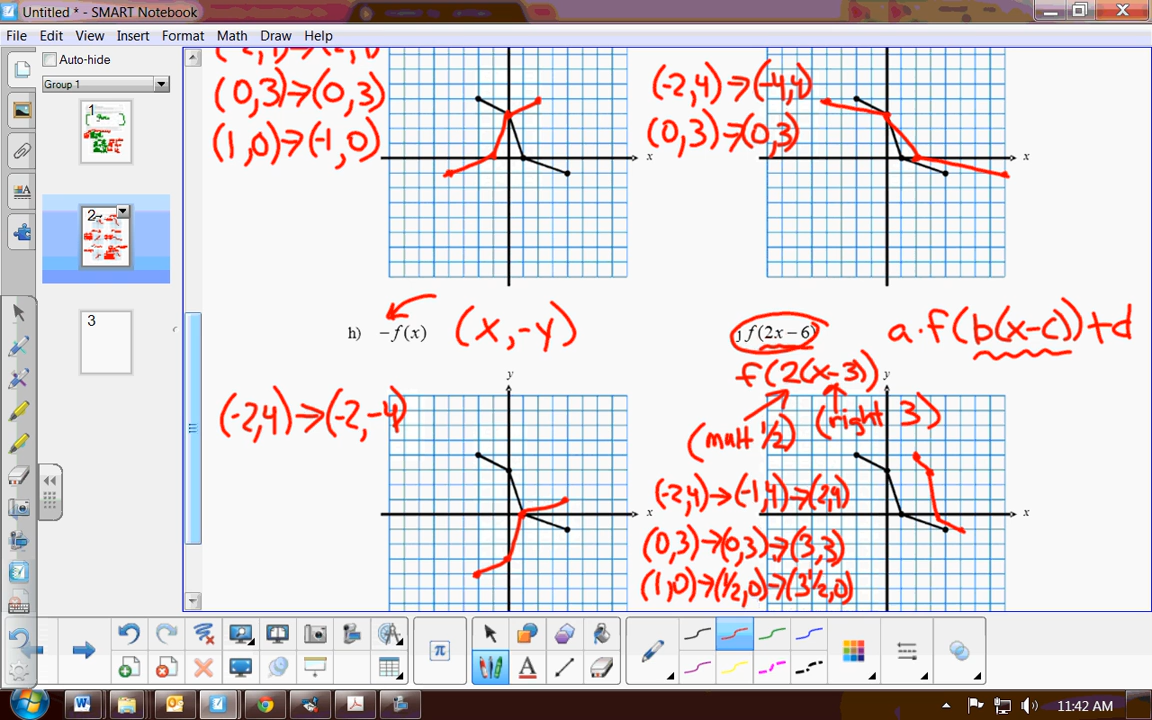 Untitled * - SMART Notebook
File Edit View Insert Format Math Draw Help
Auto-hide
Group 1
1
2
3
(0,3)→(0,3)
(1,0)→(-1,0)
x
(-2,4)→(-4,4)
(0,3)→(0,3)
x
h) -f(x) (x,-y)
(-2,4)→(-2,-4)
y
x
j f(2x-6)
a·f(b(x-c))+d
f(2(x-3))
(mult 1/2) (right 3)
y
x
(-2,4)→(-1,4)→(2,4)
(0,3)→(0,3)→(3,3)
(1,0)→(1/2,0)→(3 1/2,0)
π
A
11:42 AM